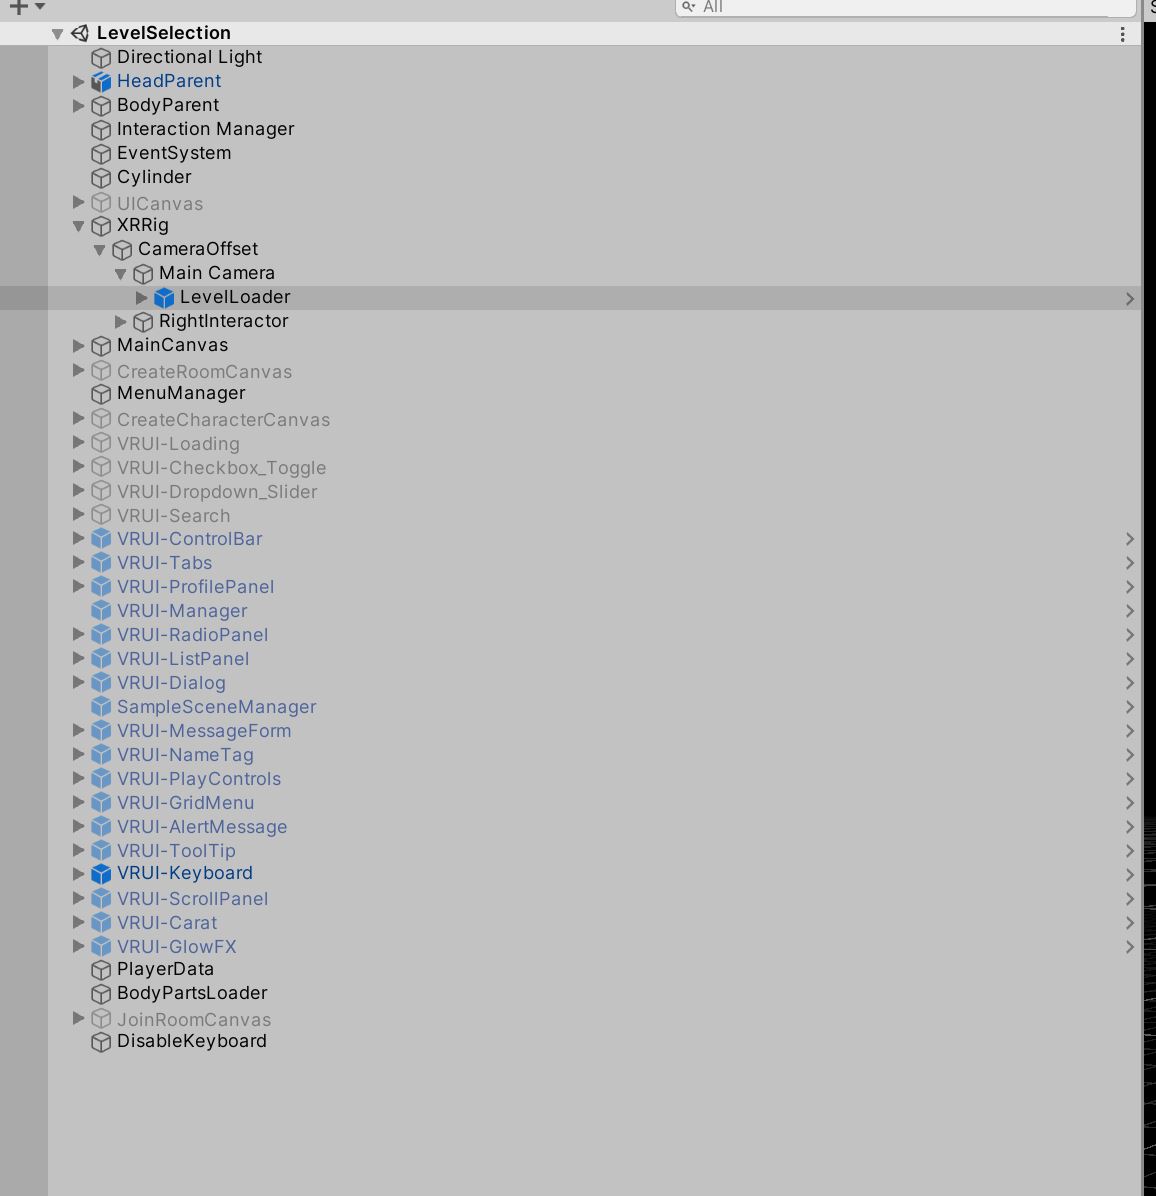 All
LevelSelection
Directional Light
HeadParent
BodyParent
Interaction Manager
EventSystem
Cylinder
UICanvas
XRRig
CameraOffset
Main Camera
LevelLoader
RightInteractor
MainCanvas
CreateRoomCanvas
MenuManager
CreateCharacterCanvas
VRUI-Loading
VRUI-Checkbox_Toggle
VRUI-Dropdown_Slider
VRUI-Search
VRUI-ControlBar
VRUI-Tabs
VRUI-ProfilePanel
VRUI-Manager
VRUI-RadioPanel
VRUI-ListPanel
VRUI-Dialog
SampleSceneManager
VRUI-MessageForm
VRUI-NameTag
VRUI-PlayControls
VRUI-GridMenu
VRUI-AlertMessage
VRUI-ToolTip
VRUI-Keyboard
VRUI-ScrollPanel
VRUI-Carat
VRUI-GlowFX
PlayerData
BodyPartsLoader
JoinRoomCanvas
DisableKeyboard